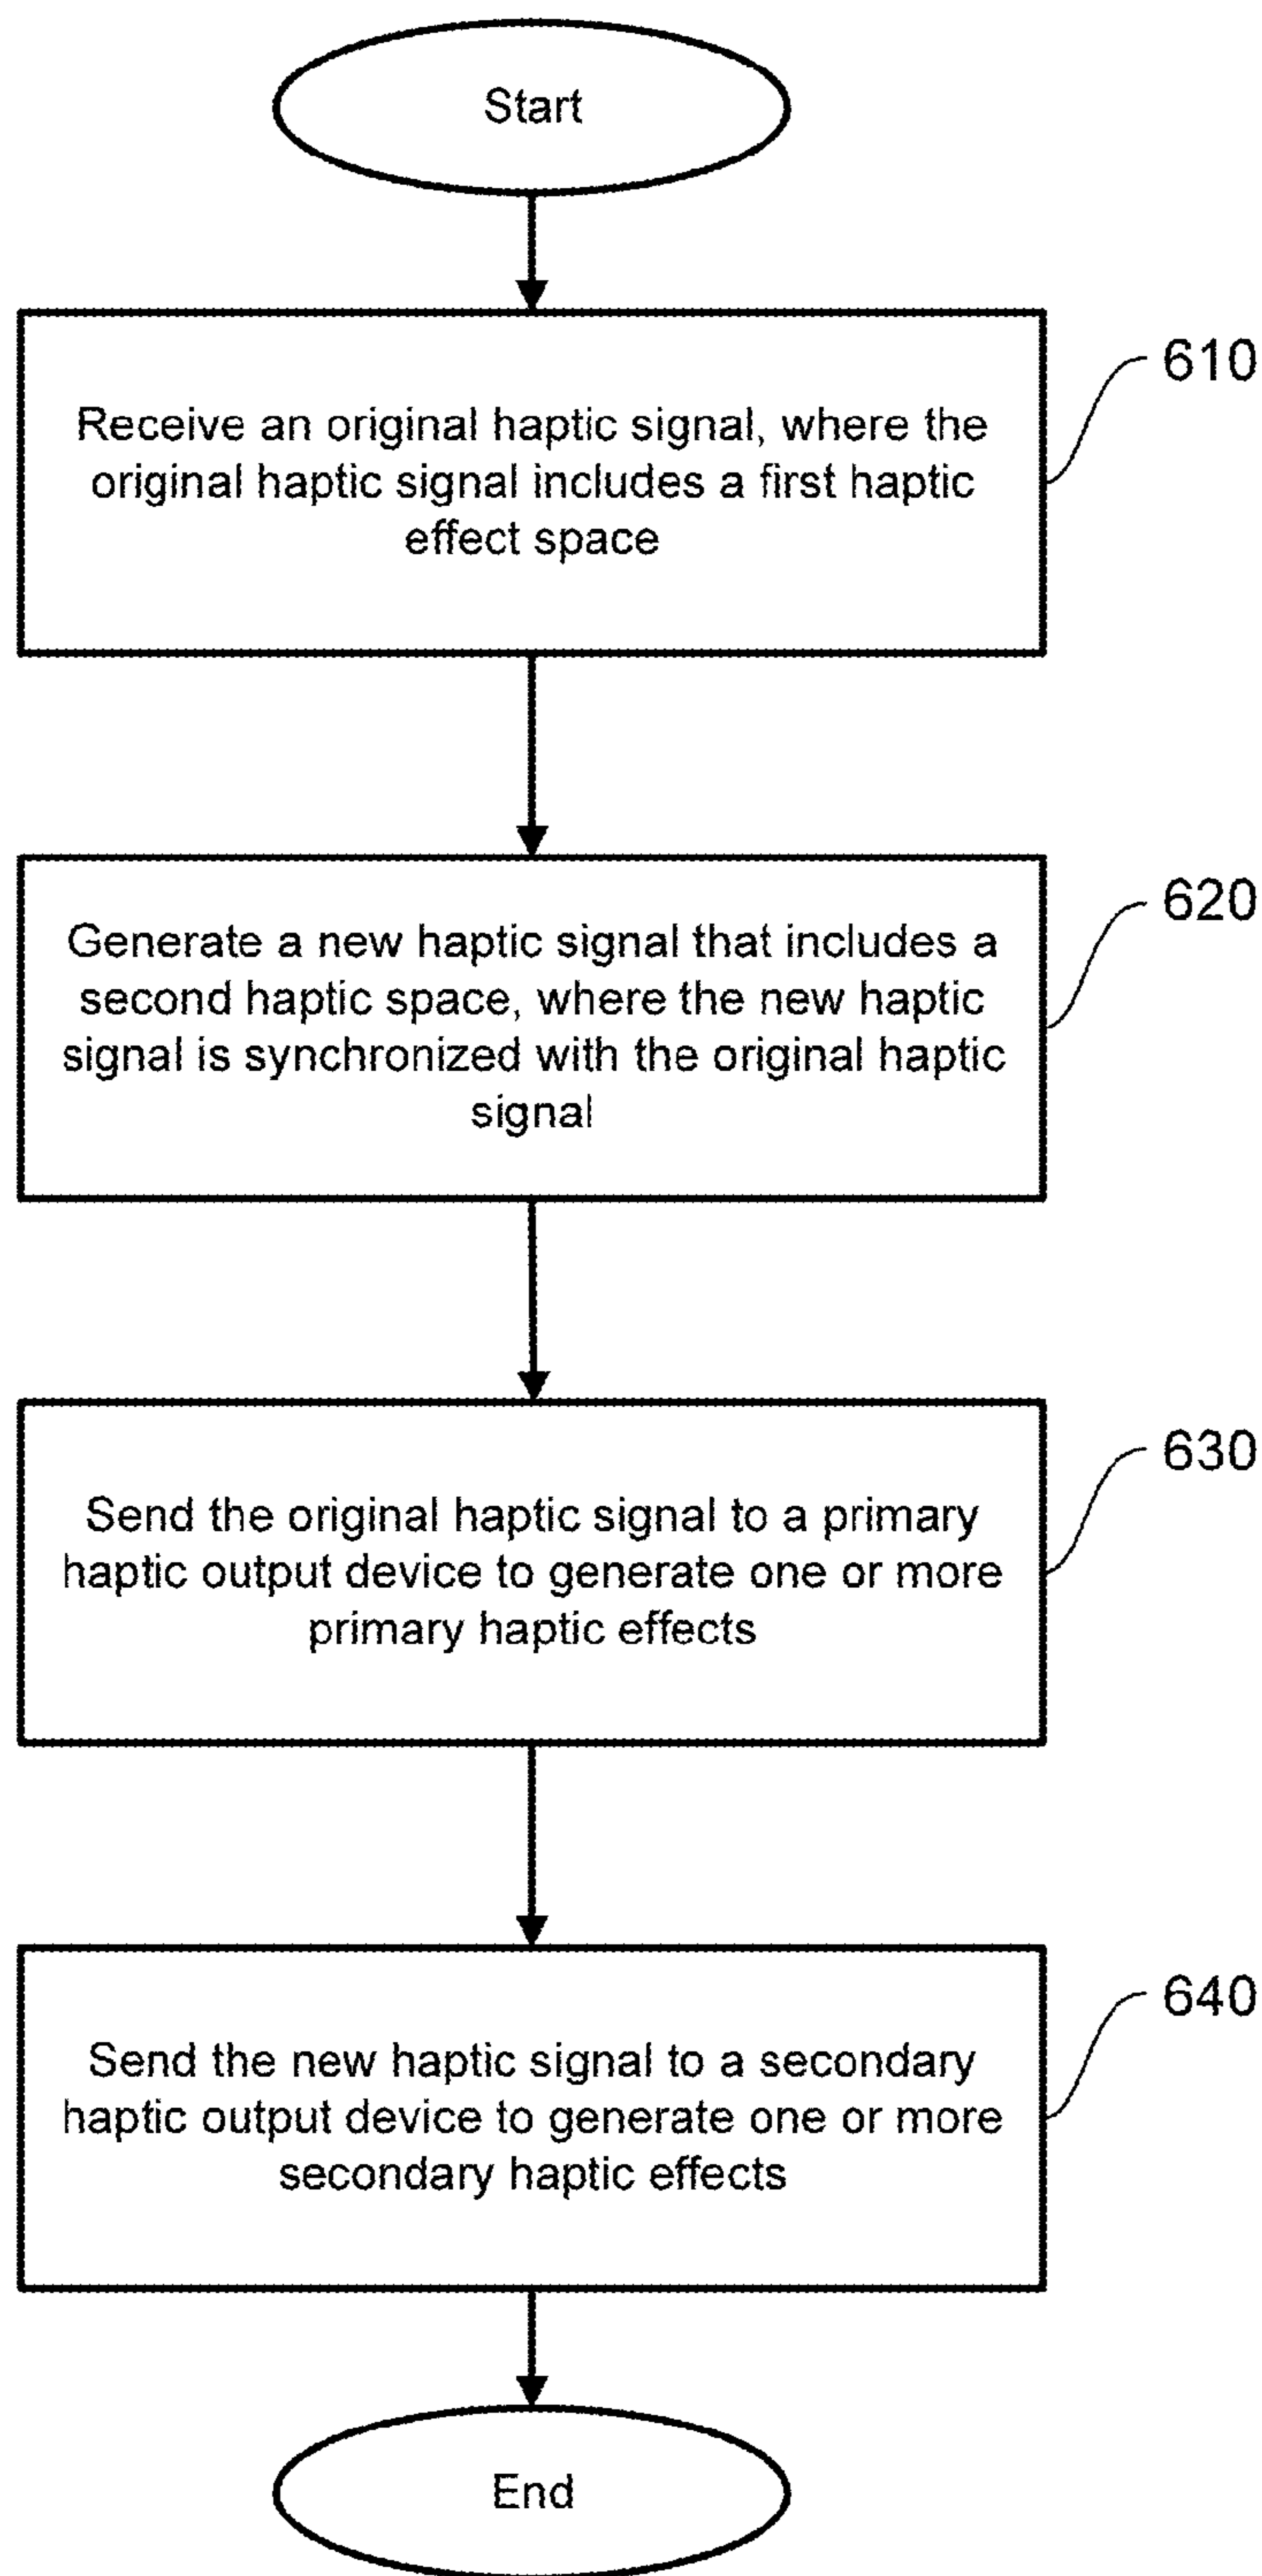 Start
610
Receive an original haptic signal, where the
original haptic signal includes a first haptic
effect space
620
Generate a new haptic signal that includes a
second haptic space, where the new haptic
signal is synchronized with the original haptic
signal
630
Send the original haptic signal to a primary
haptic output device to generate one or more
primary haptic effects
640
Send the new haptic signal to a secondary
haptic output device to generate one or more
secondary haptic effects
End